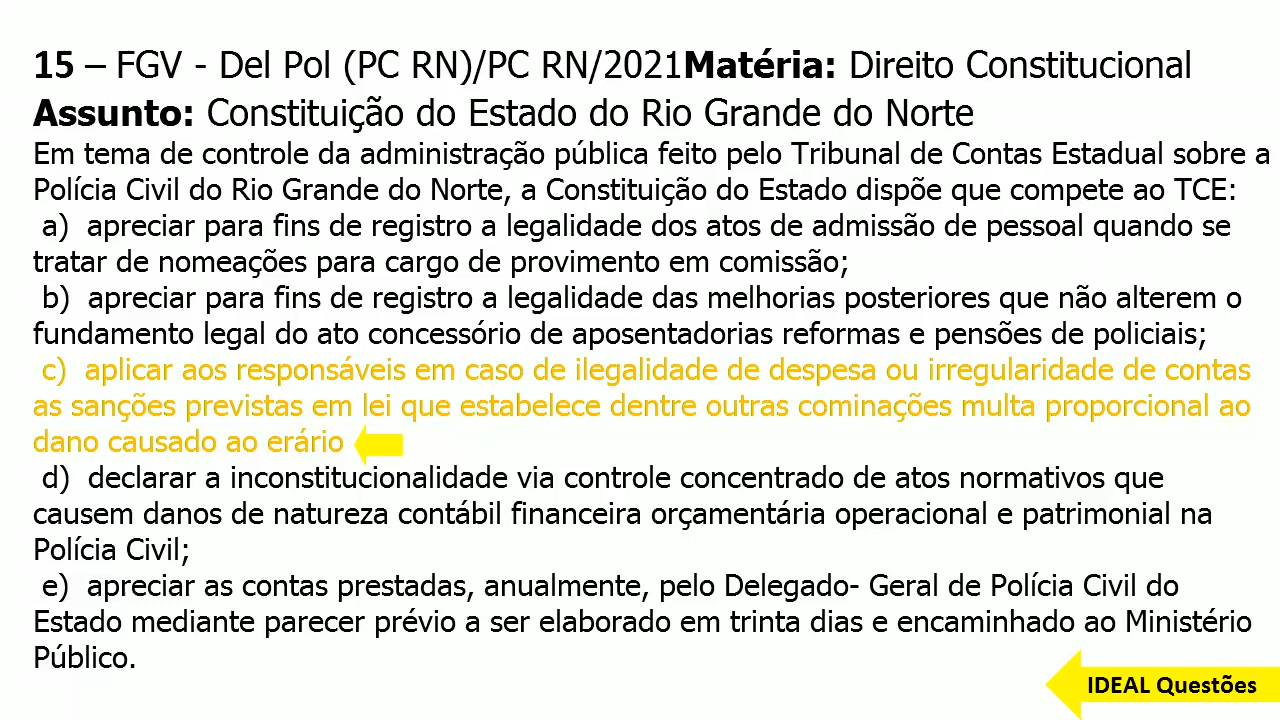 15 – FGV - Del Pol (PC RN)/PC RN/2021Matéria: Direito Constitucional
Assunto: Constituição do Estado do Rio Grande do Norte
Em tema de controle da administração pública feito pelo Tribunal de Contas Estadual sobre a
Polícia Civil do Rio Grande do Norte, a Constituição do Estado dispõe que compete ao TCE:
a) apreciar para fins de registro a legalidade dos atos de admissão de pessoal quando se
tratar de nomeações para cargo de provimento em comissão;
b) apreciar para fins de registro a legalidade das melhorias posteriores que não alterem o
fundamento legal do ato concessório de aposentadorias reformas e pensões de policiais;
c) aplicar aos responsáveis em caso de ilegalidade de despesa ou irregularidade de contas
as sanções previstas em lei que estabelece dentre outras cominações multa proporcional ao
dano causado ao erário
d) declarar a inconstitucionalidade via controle concentrado de atos normativos que
causem danos de natureza contábil financeira orçamentária operacional e patrimonial na
Polícia Civil;
e) apreciar as contas prestadas, anualmente, pelo Delegado- Geral de Polícia Civil do
Estado mediante parecer prévio a ser elaborado em trinta dias e encaminhado ao Ministério
Público.
IDEAL Questões